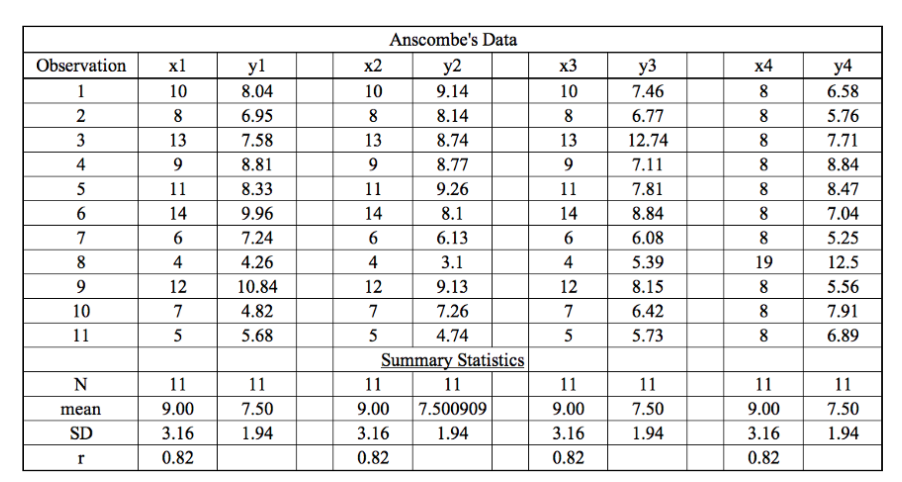 Anscombe's Data
Observation x1 y1 x2 y2 x3 y3 x4 y4
1 10 8.04 10 9.14 10 7.46 8 6.58
2 8 6.95 8 8.14 8 6.77 8 5.76
3 13 7.58 13 8.74 13 12.74 8 7.71
4 9 8.81 9 8.77 9 7.11 8 8.84
5 11 8.33 11 9.26 11 7.81 8 8.47
6 14 9.96 14 8.1 14 8.84 8 7.04
7 6 7.24 6 6.13 6 6.08 8 5.25
8 4 4.26 4 3.1 4 5.39 19 12.5
9 12 10.84 12 9.13 12 8.15 8 5.56
10 7 4.82 7 7.26 7 6.42 8 7.91
11 5 5.68 5 4.74 5 5.73 8 6.89
Summary Statistics
N 11 11 11 11 11 11 11 11
mean 9.00 7.50 9.00 7.500909 9.00 7.50 9.00 7.50
SD 3.16 1.94 3.16 1.94 3.16 1.94 3.16 1.94
r 0.82 0.82 0.82 0.82